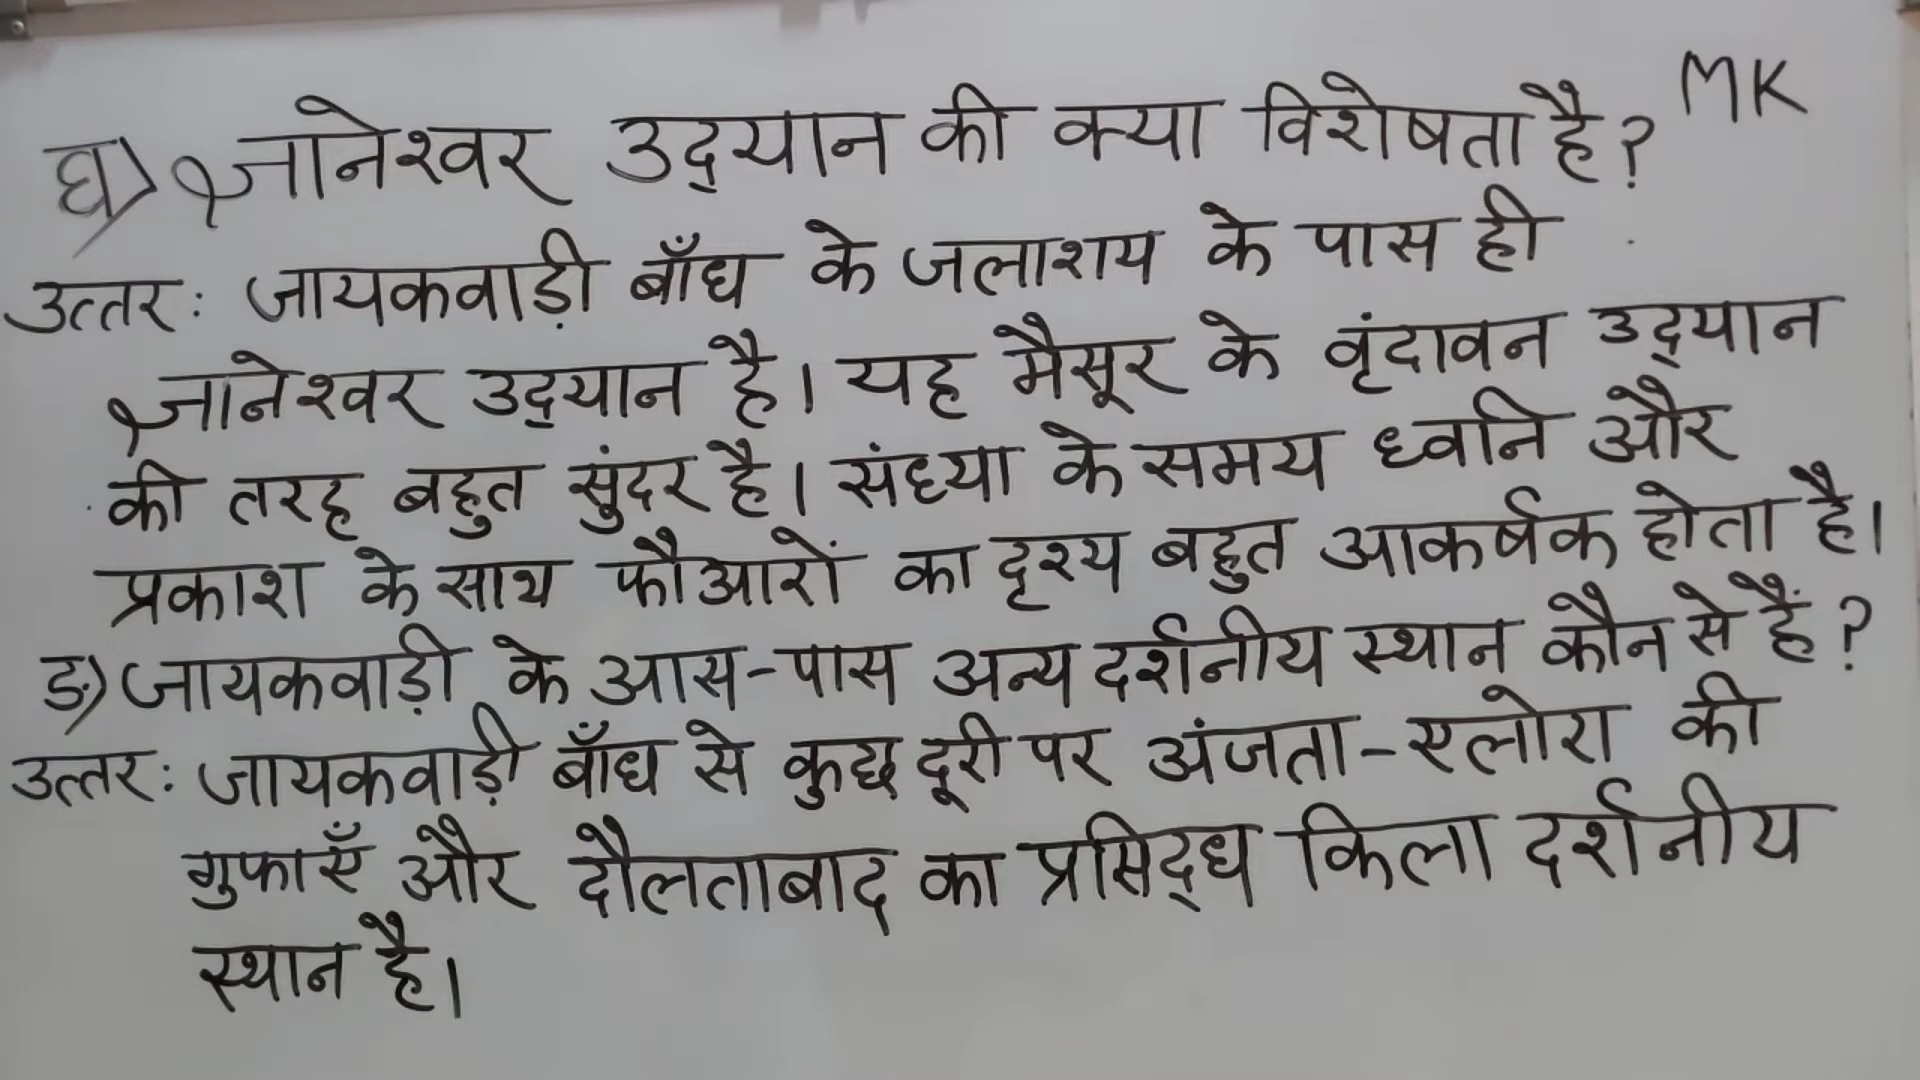 MK
घ) ज्ञानेश्वर उद्‌यान की क्या विशेषता है?
उत्तर: जायकवाड़ी बाँध के जलाशय के पास ही
ज्ञानेश्वर उद्‌यान है। यह मैसूर के वृंदावन उद्‌यान
की तरह बहुत सुंदर है। संध्या के समय ध्वनि और
प्रकाश के साथ फौआरों का दृश्य बहुत आकर्षक होता है।
ङ) जायकवाड़ी के आस-पास अन्य दर्शनीय स्थान कौन से हैं?
उत्तर: जायकवाड़ी बाँध से कुछ दूरी पर अंजता-एलोरा की
गुफाएँ और दौलताबाद का प्रसिद्‌ध किला दर्शनीय
स्थान है।